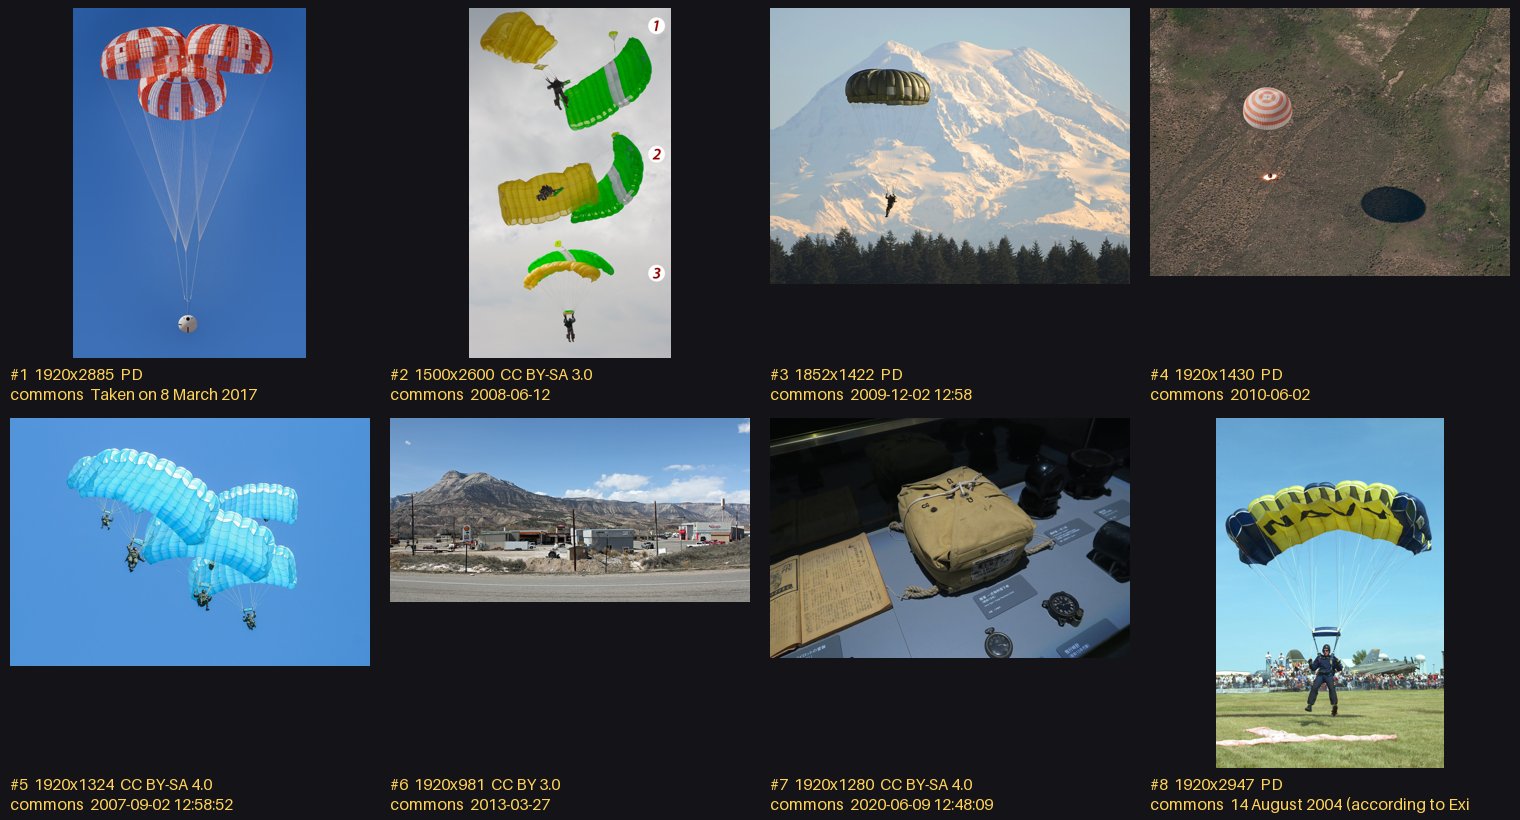 1
2
3
#1 1920x2885 PD
commons Taken on 8 March 2017
#2 1500x2600 CC BY-SA 3.0
commons 2008-06-12
#3 1852x1422 PD
commons 2009-12-02 12:58
#4 1920x1430 PD
commons 2010-06-02
NAVY
#5 1920x1324 CC BY-SA 4.0
commons 2007-09-02 12:58:52
#6 1920x981 CC BY 3.0
commons 2013-03-27
#7 1920x1280 CC BY-SA 4.0
commons 2020-06-09 12:48:09
#8 1920x2947 PD
commons 14 August 2004 (according to Exi